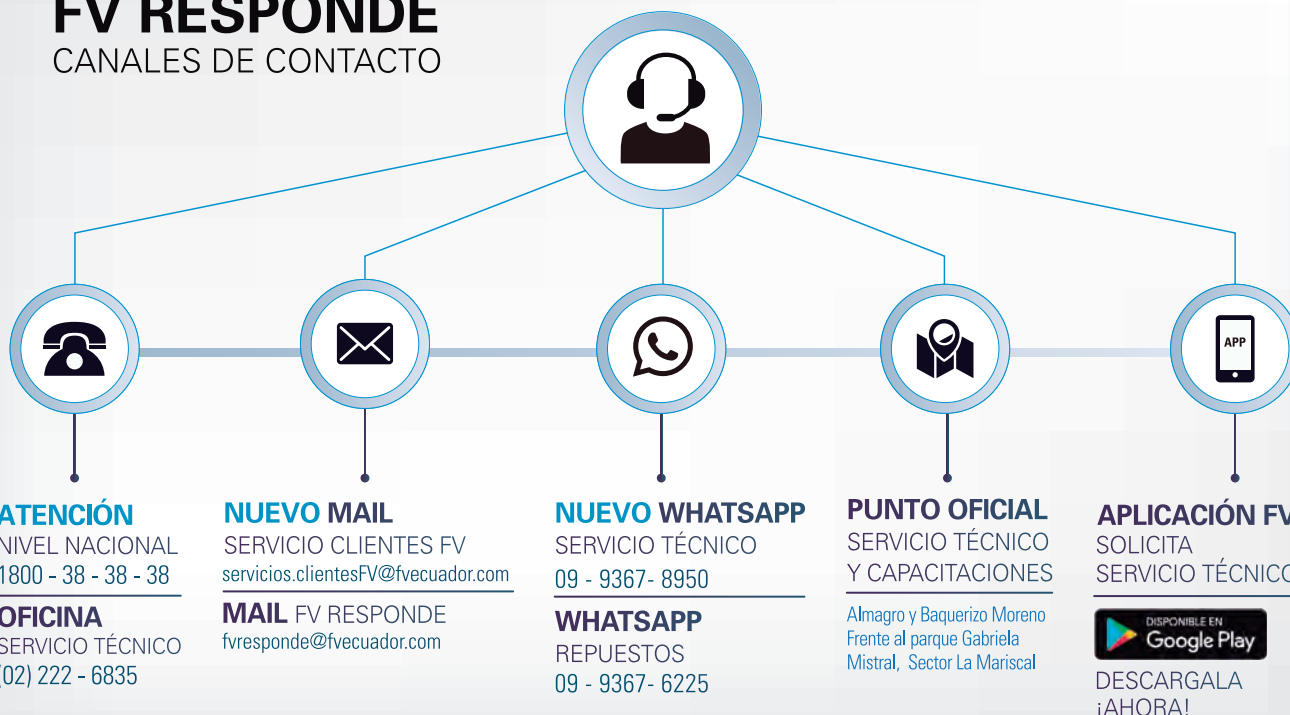 FV RESPONDE
CANALES DE CONTACTO
APP
ATENCIÓN
NIVEL NACIONAL
1800 - 38 - 38 - 38
OFICINA
SERVICIO TÉCNICO
(02) 222 - 6835
NUEVO MAIL
SERVICIO CLIENTES FV
servicios.clientesFV@fvecuador.com
MAIL FV RESPONDE
fvresponde@fvecuador.com
NUEVO WHATSAPP
SERVICIO TÉCNICO
09 - 9367- 8950
WHATSAPP
REPUESTOS
09 - 9367- 6225
PUNTO OFICIAL
SERVICIO TÉCNICO
Y CAPACITACIONES
Almagro y Baquerizo Moreno
Frente al parque Gabriela
Mistral, Sector La Mariscal
APLICACIÓN FV
SOLICITA
SERVICIO TÉCNICO
DISPONIBLE EN
Google Play
DESCARGALA
¡AHORA!